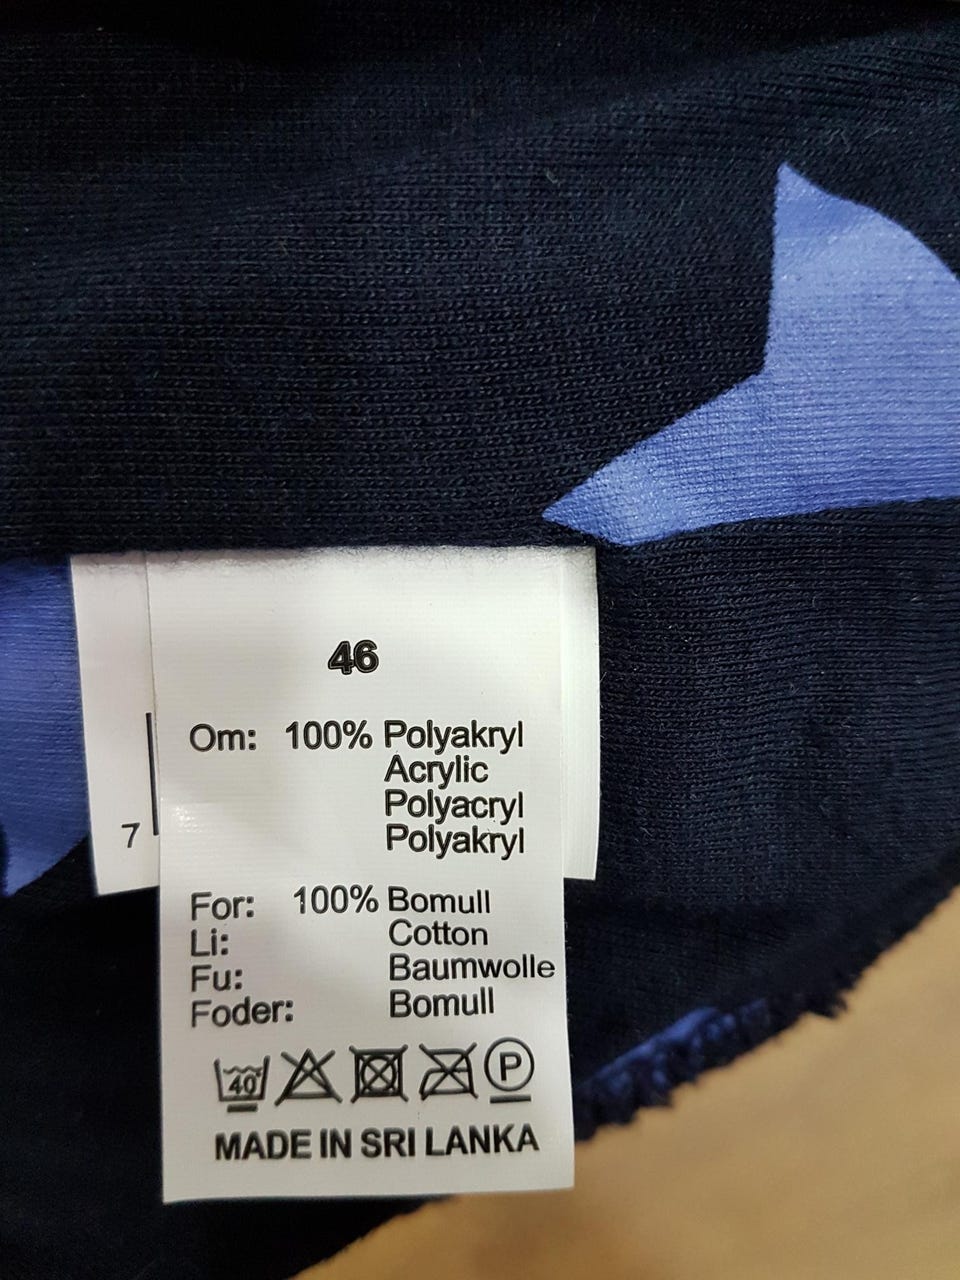 46
Om: 100% Polyakryl
Acrylic
Polyacryl
Polyakryl
For: 100% Bomull
Li: Cotton
Fu: Baumwolle
Foder: Bomull
40 P
MADE IN SRI LANKA
7